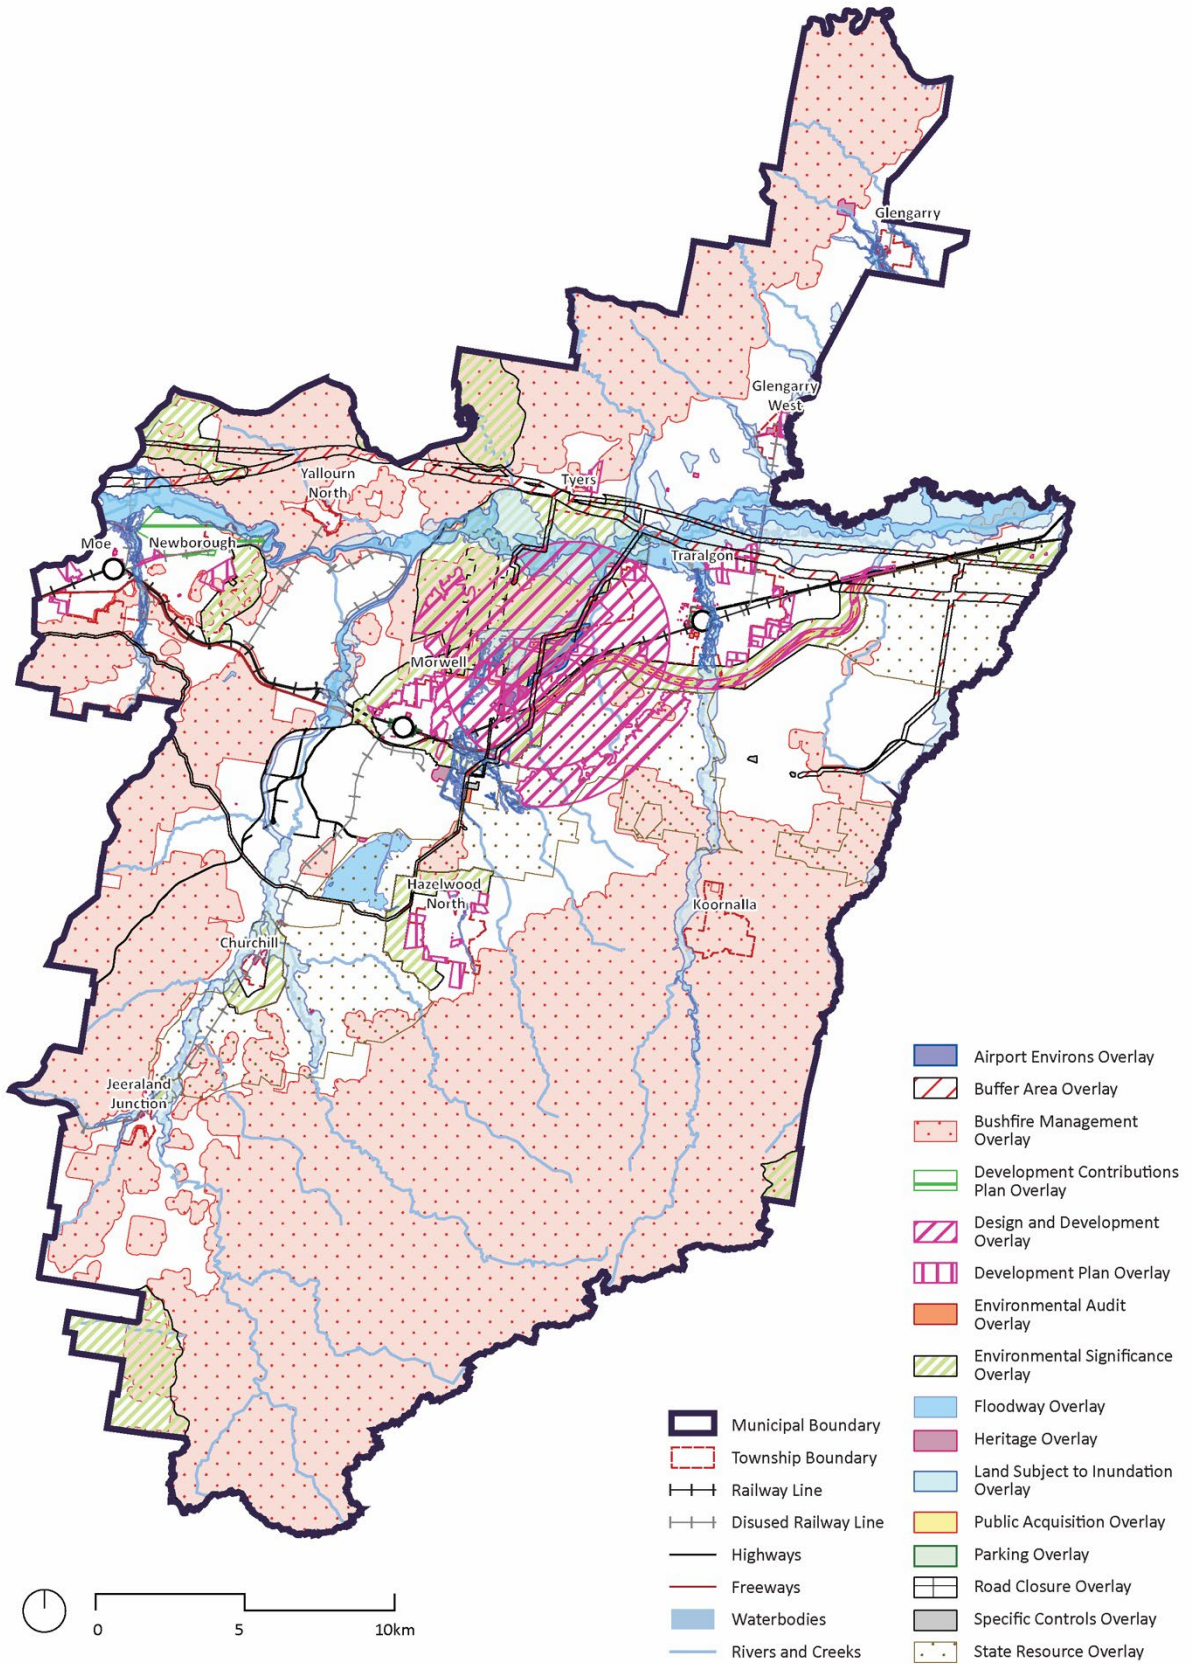 Glengarry
Glengarry
West
Yallourn
North
Tyers
Moe
Newborough
Traralgon
Morwell
Hazelwood
North
Koornalla
Churchill
Jeeraland
Junction
Airport Environs Overlay
Buffer Area Overlay
Bushfire Management
Overlay
Development Contributions
Plan Overlay
Design and Development
Overlay
Development Plan Overlay
Environmental Audit
Overlay
Environmental Significance
Overlay
Floodway Overlay
Heritage Overlay
Land Subject to Inundation
Overlay
Public Acquisition Overlay
Parking Overlay
Road Closure Overlay
Specific Controls Overlay
State Resource Overlay
Municipal Boundary
Township Boundary
Railway Line
Disused Railway Line
Highways
Freeways
Waterbodies
Rivers and Creeks
0 5 10km